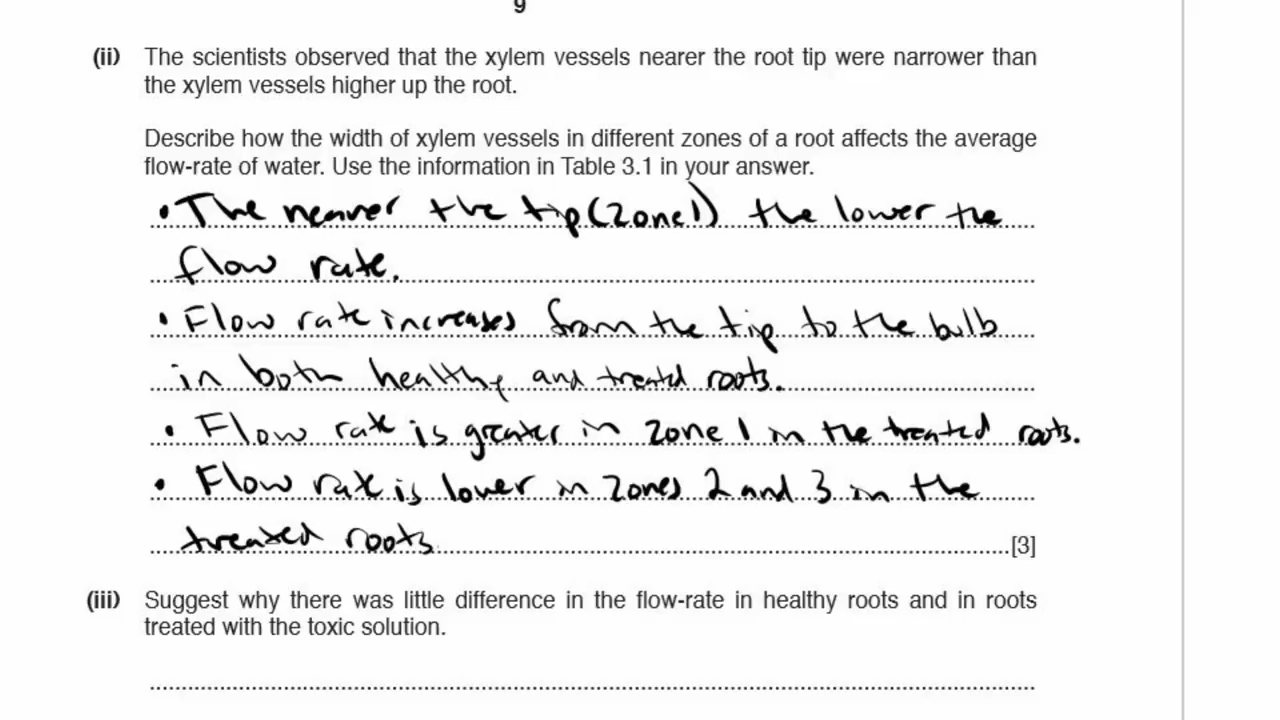 9
(ii) The scientists observed that the xylem vessels nearer the root tip were narrower than
the xylem vessels higher up the root.
Describe how the width of xylem vessels in different zones of a root affects the average
flow-rate of water. Use the information in Table 3.1 in your answer.
• The nearer the tip (zone 1) the lower the
flow rate.
• Flow rate increases from the tip to the bulb
in both healthy and treated roots.
• Flow rate is greater in zone 1 in the treated roots.
• Flow rate is lower in zones 2 and 3 in the
treated roots
[3]
(iii) Suggest why there was little difference in the flow-rate in healthy roots and in roots
treated with the toxic solution.